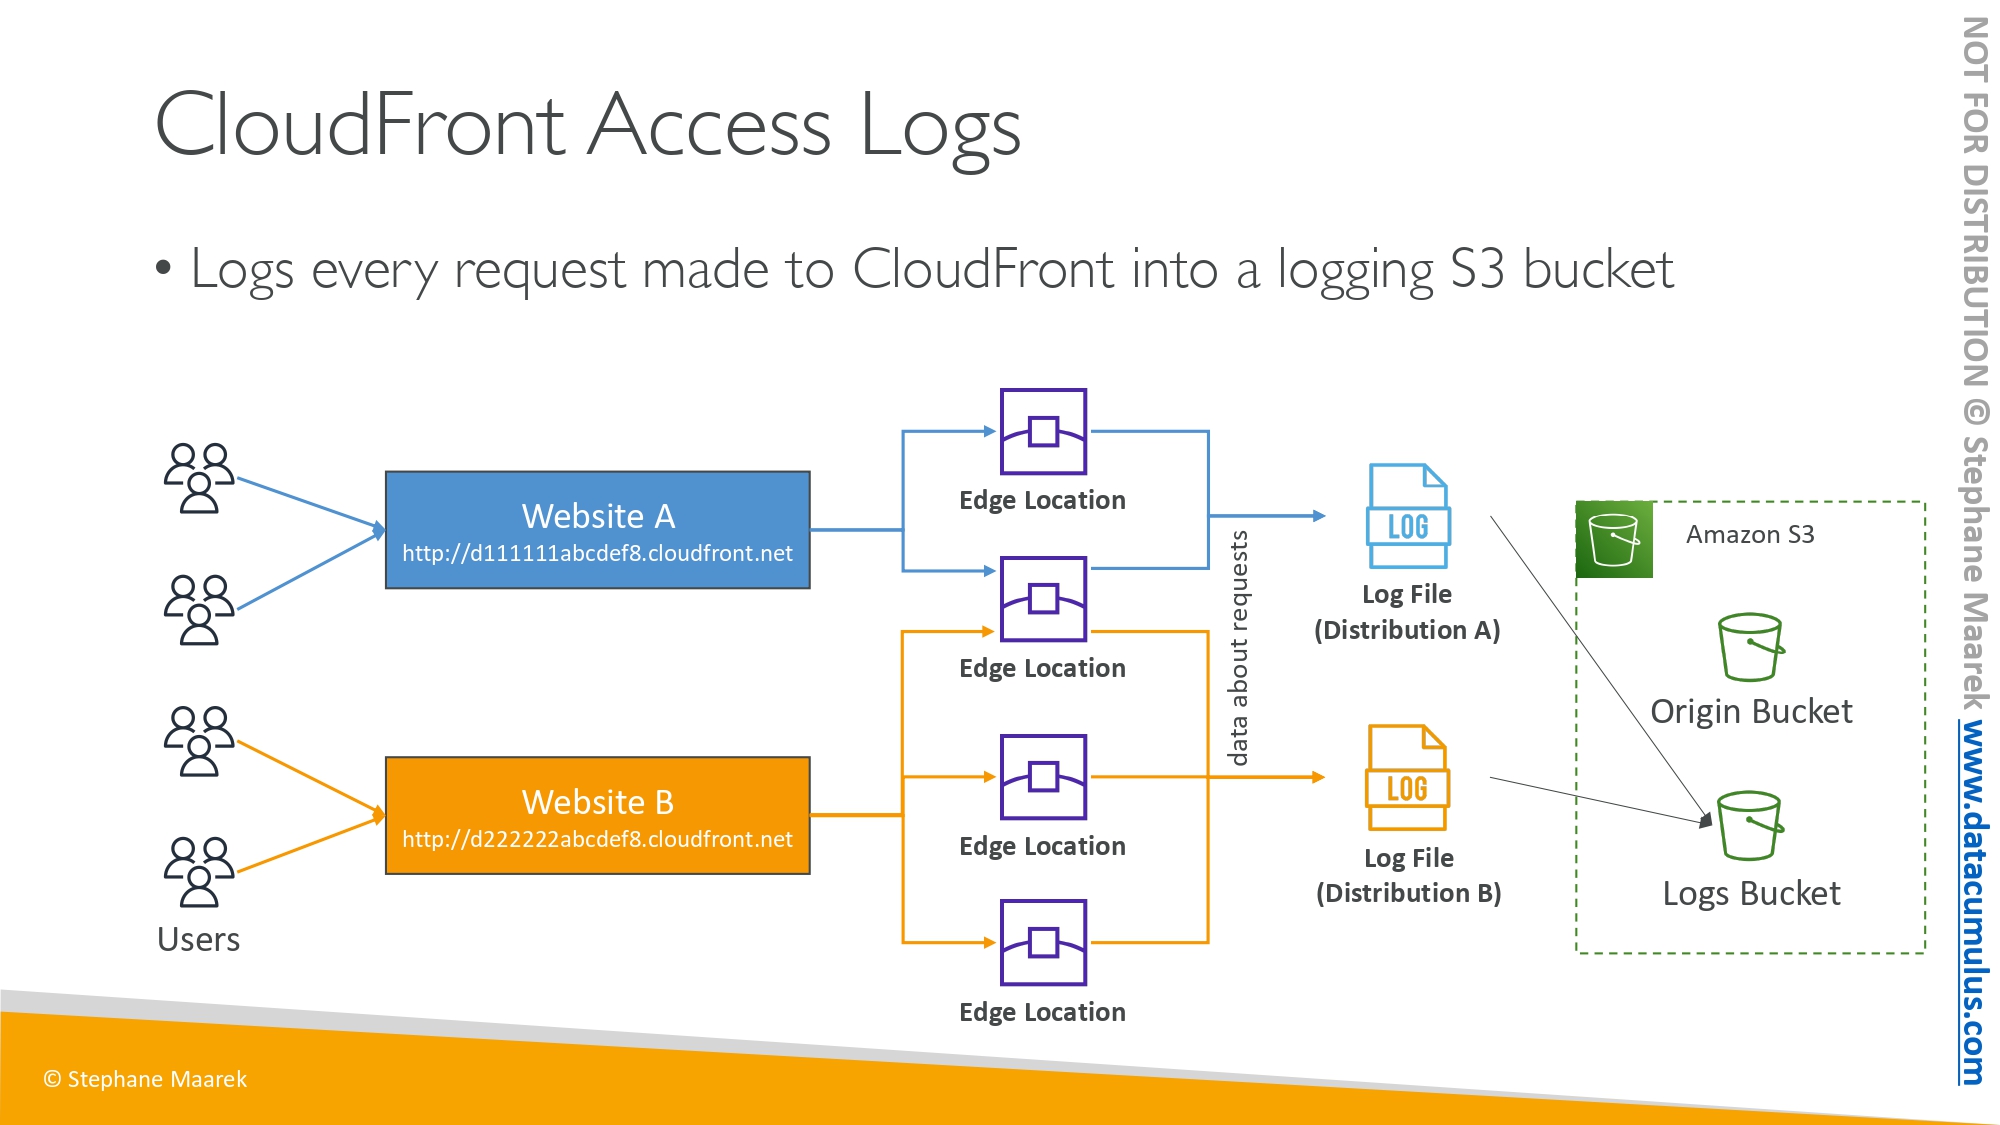 CloudFront Access Logs
• Logs every request made to CloudFront into a logging S3 bucket
Website A
http://d111111abcdef8.cloudfront.net
Website B
http://d222222abcdef8.cloudfront.net
Users
Edge Location
Edge Location
Edge Location
Edge Location
data about requests
LOG
Log File
(Distribution A)
LOG
Log File
(Distribution B)
Amazon S3
Origin Bucket
Logs Bucket
© Stephane Maarek
NOT FOR DISTRIBUTION © Stephane Maarek www.datacumulus.com